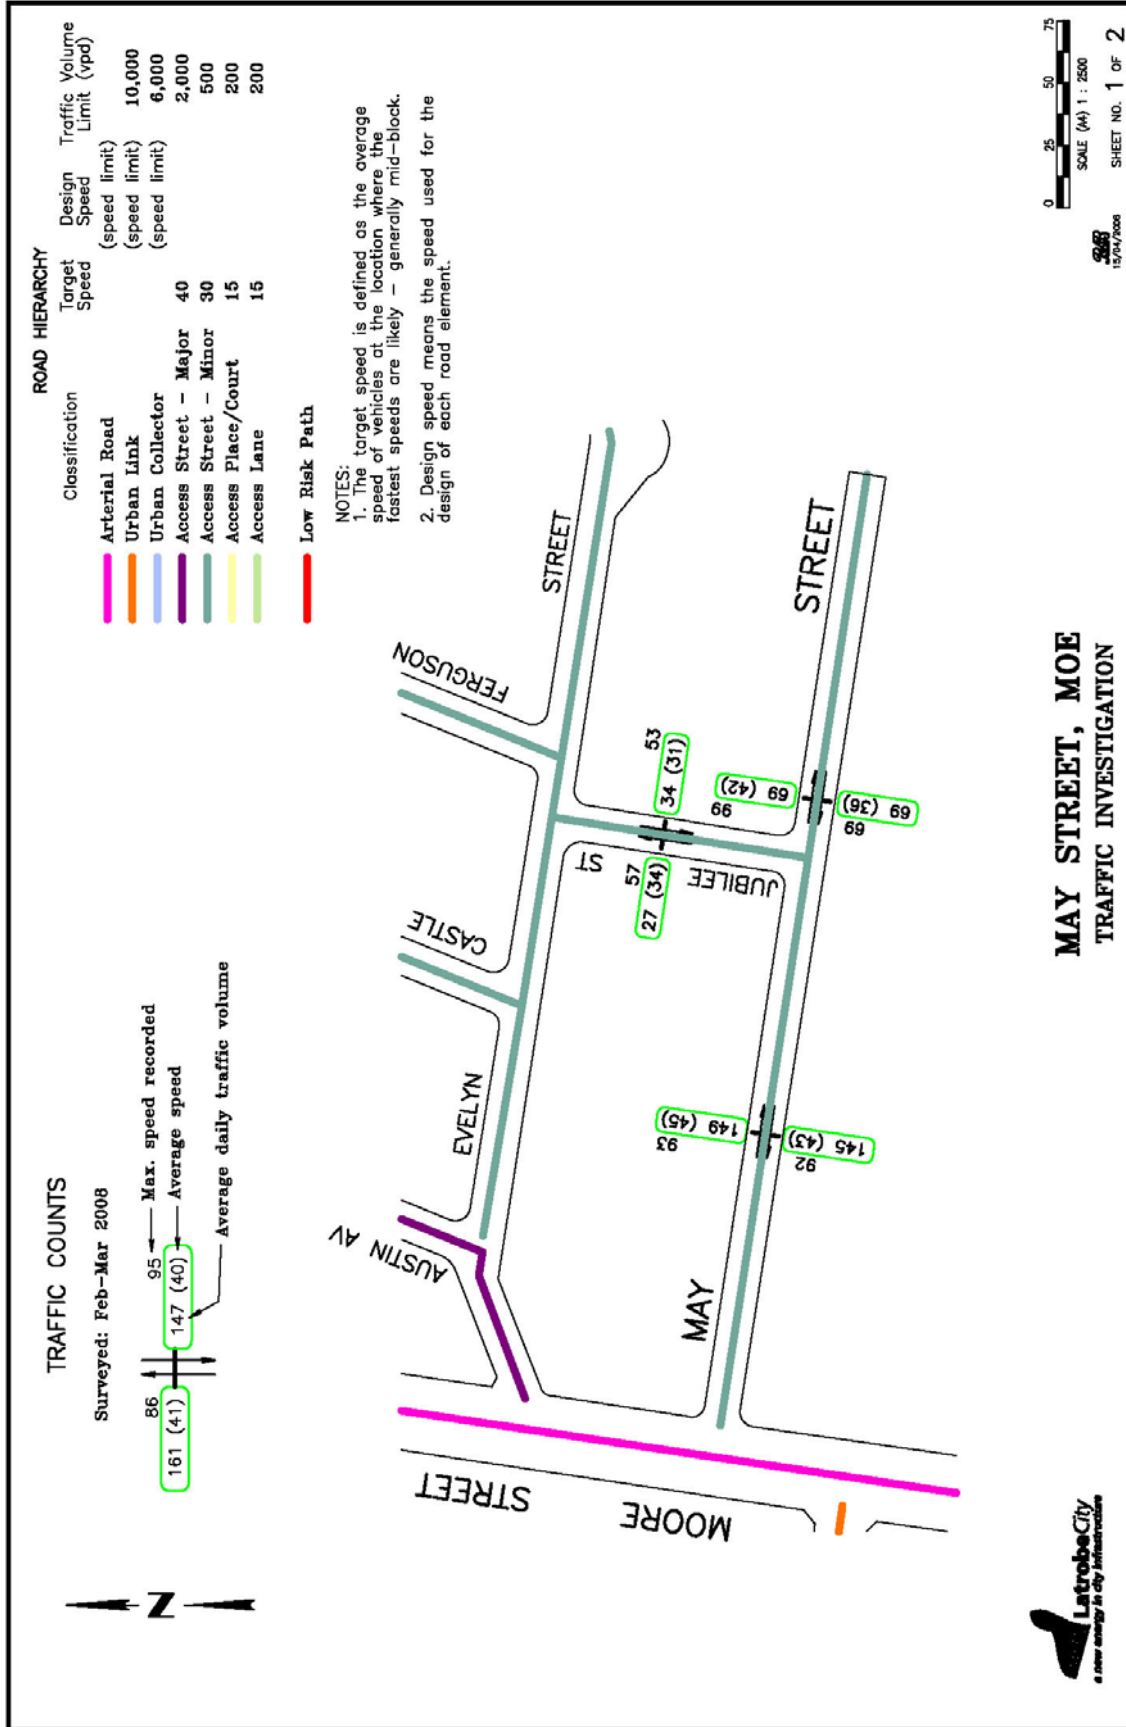 TRAFFIC COUNTS
Surveyed: Feb-Mar 2008
86
161 (41)
95
147 (40)
Max. speed recorded
Average speed
Average daily traffic volume
N
ROAD HIERARCHY
Classification Target Speed Design Speed Traffic Volume Limit (vpd)
Arterial Road (speed limit)
Urban Link (speed limit) 10,000
Urban Collector (speed limit) 6,000
Access Street - Major 40 2,000
Access Street - Minor 30 500
Access Place/Court 15 200
Access Lane 15 200
Low Risk Path
NOTES:
1. The target speed is defined as the average
speed of vehicles at the location where the
fastest speeds are likely - generally mid-block.
2. Design speed means the speed used for the
design of each road element.
AUSTIN AV
EVELYN
CASTLE
FERGUSON
STREET
MOORE
STREET
MAY
STREET
JUBILEE
ST
57
27 (34)
53
34 (31)
93
149 (45)
92
145 (43)
66
69 (42)
69
69 (36)
MAY STREET, MOE
TRAFFIC INVESTIGATION
LatrobeCity
a new energy in city infrastructure
15/04/2008
0 25 50 75
SCALE (A4) 1 : 2500
SHEET NO. 1 OF 2